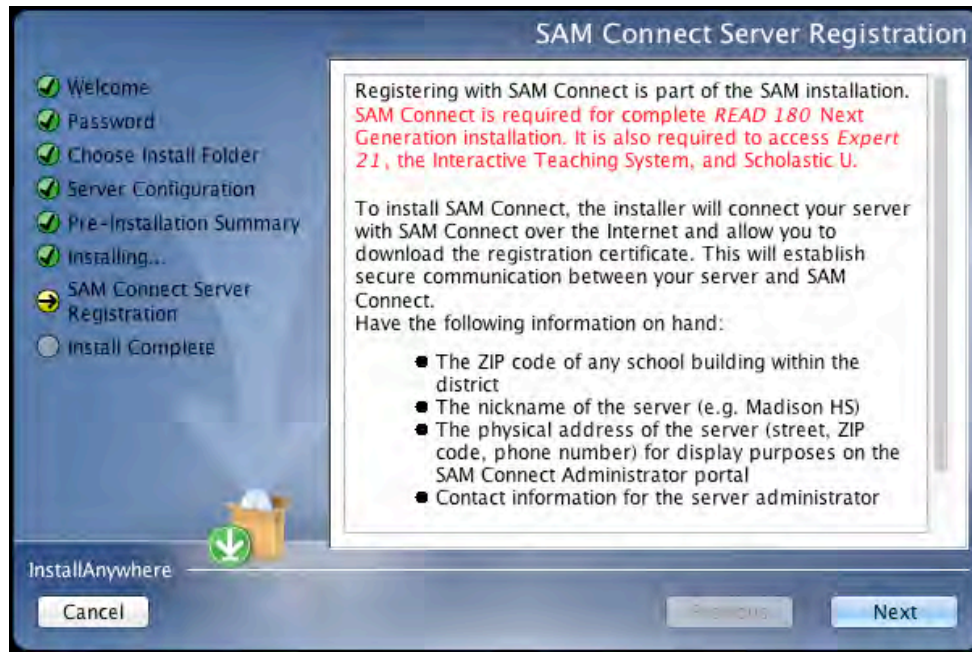 SAM Connect Server Registration
Welcome
Password
Choose Install Folder
Server Configuration
Pre-Installation Summary
Installing...
SAM Connect Server
Registration
Install Complete
Registering with SAM Connect is part of the SAM installation.
SAM Connect is required for complete READ 180 Next
Generation installation. It is also required to access Expert
21, the Interactive Teaching System, and Scholastic U.
To install SAM Connect, the installer will connect your server
with SAM Connect over the Internet and allow you to
download the registration certificate. This will establish
secure communication between your server and SAM
Connect.
Have the following information on hand:
● The ZIP code of any school building within the
district
● The nickname of the server (e.g. Madison HS)
● The physical address of the server (street, ZIP
code, phone number) for display purposes on the
SAM Connect Administrator portal
● Contact information for the server administrator
InstallAnywhere
Cancel
Previous
Next